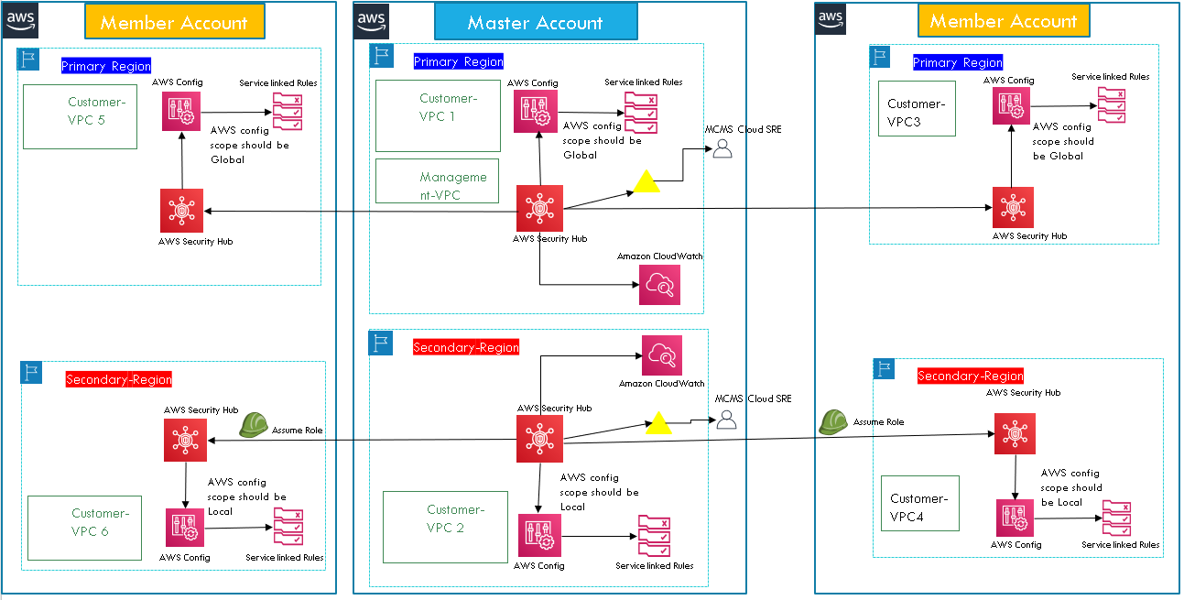 aws
Member Account
Primary Region
Customer-
VPC 5
AWS Config
Service linked Rules
AWS config
scope should be
Global
AWS Security Hub
Secondary-Region
AWS Security Hub
Assume Role
AWS config
scope should be
Local
Customer-
VPC 6
AWS Config
Service linked Rules
aws
Master Account
Primary Region
Customer-
VPC 1
AWS Config
Service linked Rules
AWS config
scope should be
Global
MCMS Cloud SRE
Manageme
nt-VPC
AWS Security Hub
Amazon CloudWatch
Secondary-Region
Amazon CloudWatch
AWS Security Hub
MCMS Cloud SRE
AWS config
scope should be
Local
Customer-
VPC 2
AWS Config
Service linked Rules
aws
Member Account
Primary Region
Customer-
VPC3
AWS Config
Service linked Rules
AWS config
scope should
be Global
AWS Security Hub
Secondary-Region
AWS Security Hub
Assume Role
AWS config
scope should
be Local
Customer-
VPC4
AWS Config
Service linked Rules